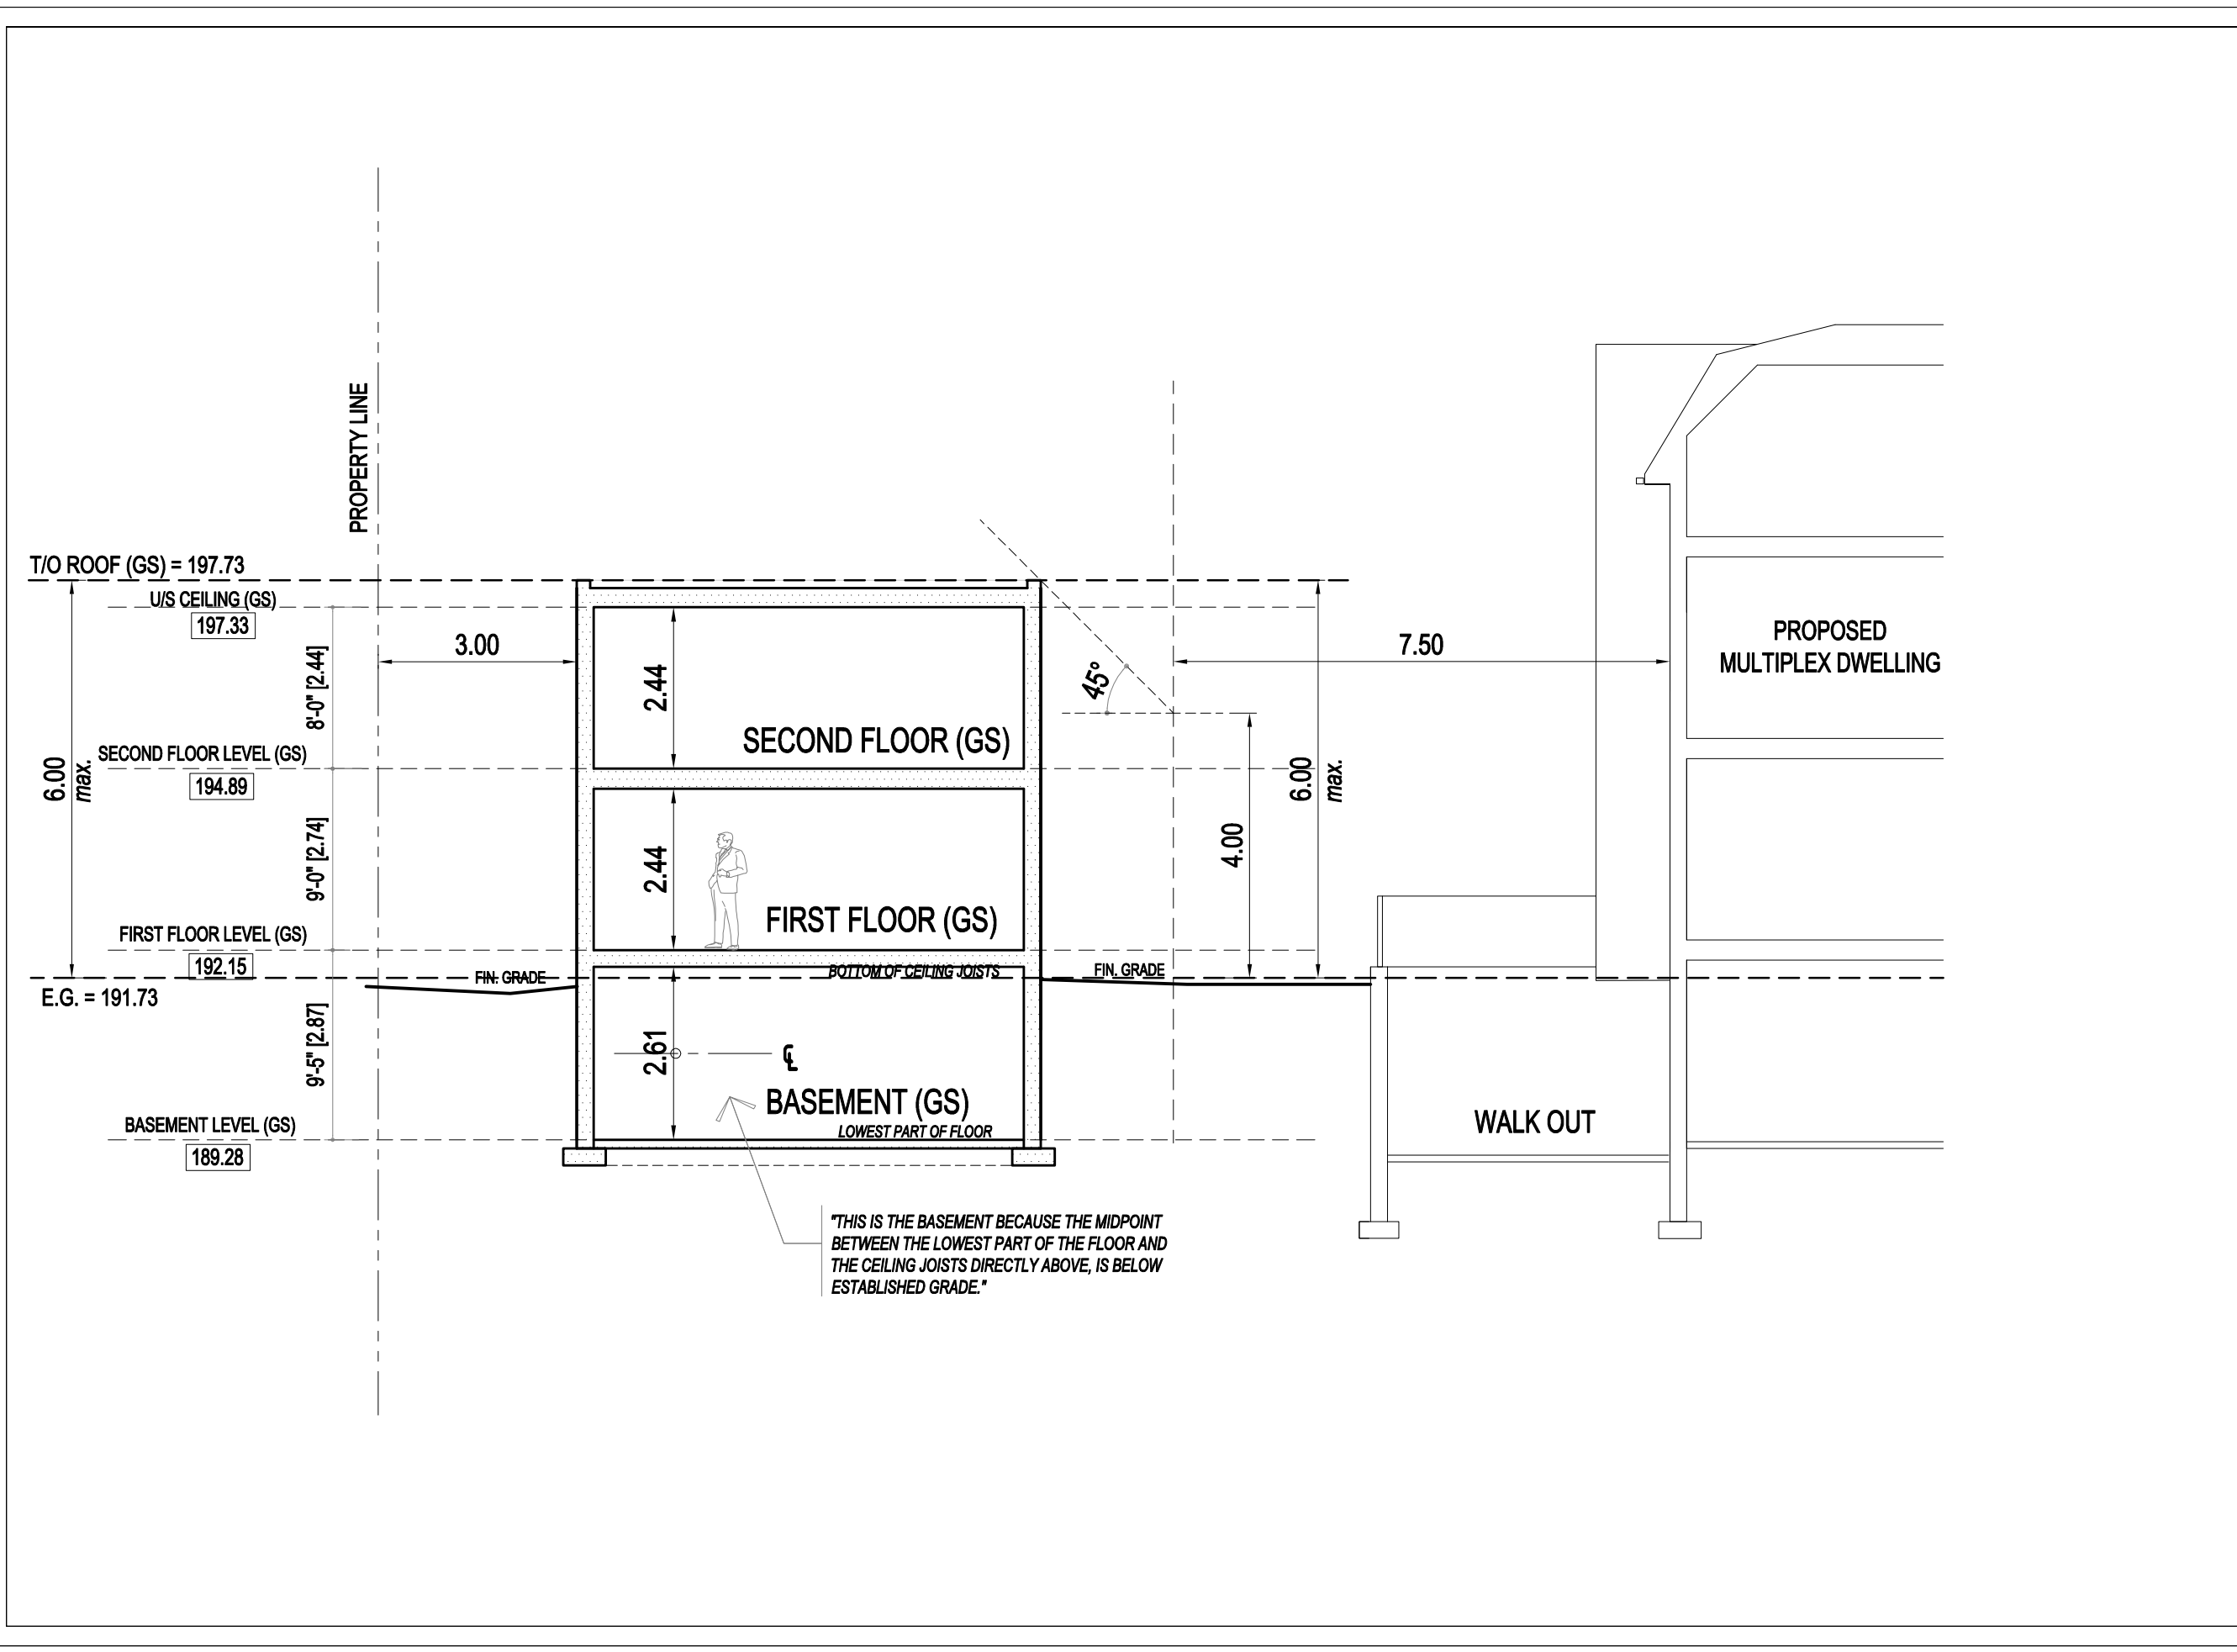 PROPERTY LINE
T/O ROOF (GS) = 197.73
U/S CEILING (GS)
197.33
3.00
7.50
PROPOSED
MULTIPLEX DWELLING
8'-0" [2.44]
2.44
45°
SECOND FLOOR (GS)
SECOND FLOOR LEVEL (GS)
194.89
6.00
max.
6.00
max.
4.00
9'-0" [2.74]
2.44
FIRST FLOOR (GS)
FIRST FLOOR LEVEL (GS)
192.15
BOTTOM OF CEILING JOISTS
FIN. GRADE
FIN. GRADE
E.G. = 191.73
9'-5" [2.87]
2.61
℄
BASEMENT (GS)
LOWEST PART OF FLOOR
WALK OUT
BASEMENT LEVEL (GS)
189.28
"THIS IS THE BASEMENT BECAUSE THE MIDPOINT
BETWEEN THE LOWEST PART OF THE FLOOR AND
THE CEILING JOISTS DIRECTLY ABOVE, IS BELOW
ESTABLISHED GRADE."